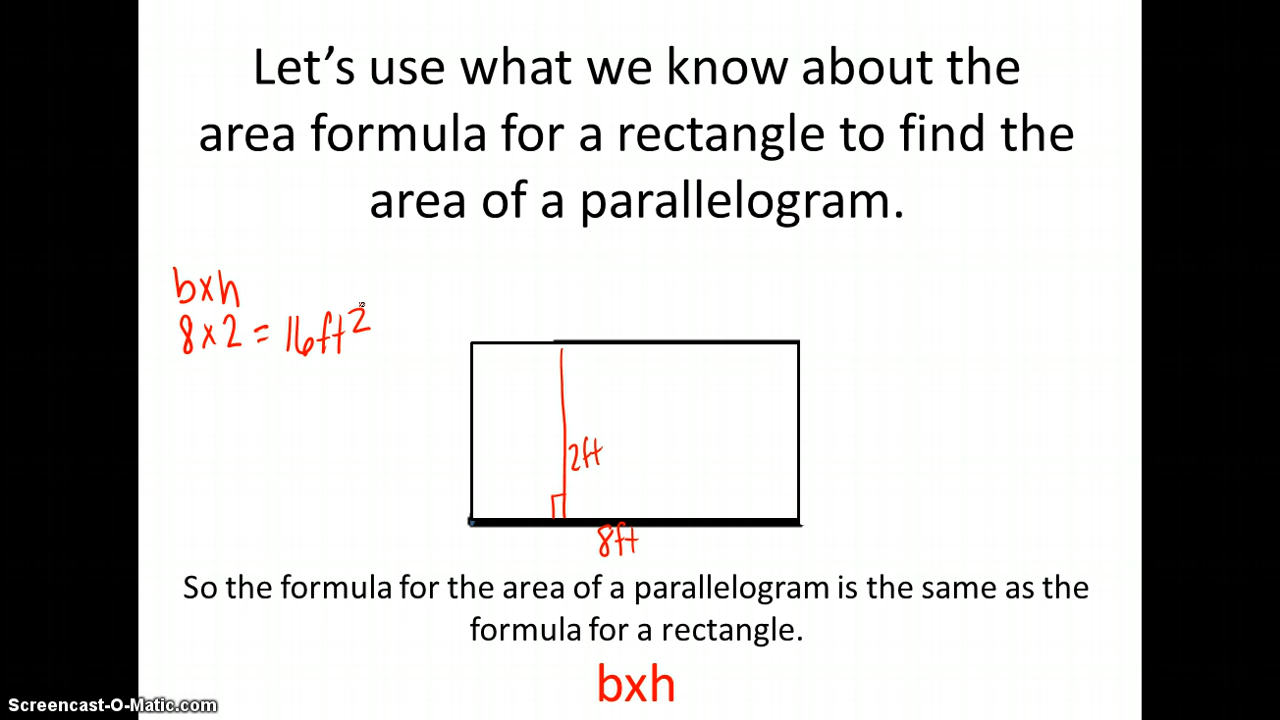 Let's use what we know about the
area formula for a rectangle to find the
area of a parallelogram.
bxh
8x2=16ft²
2ft
8ft
So the formula for the area of a parallelogram is the same as the
formula for a rectangle.
bxh
Screencast-O-Matic.com